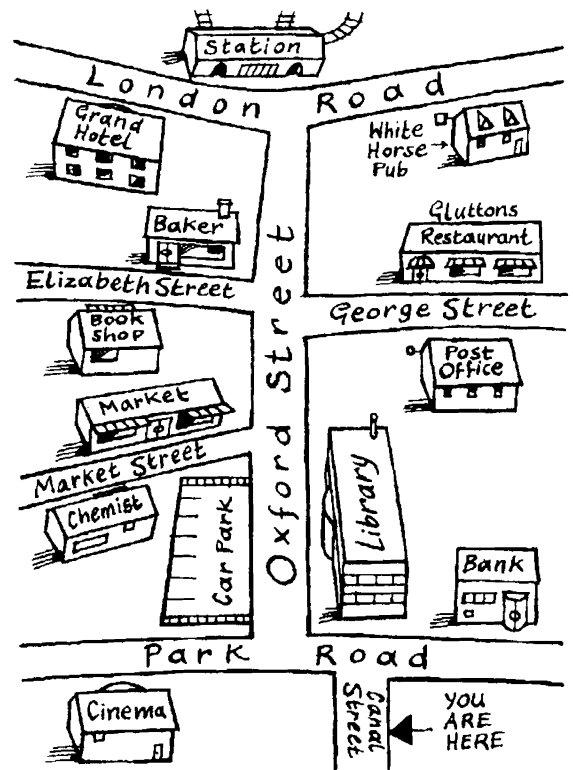 Station
London Road
Grand
Hotel
White
Horse
Pub
Baker
Gluttons
Restaurant
Elizabeth Street
George Street
Book
Shop
Post
Office
Oxford Street
Market
Market Street
Chemist
Car Park
Library
Bank
Park Road
Cinema
Canal
Street
YOU
ARE
HERE